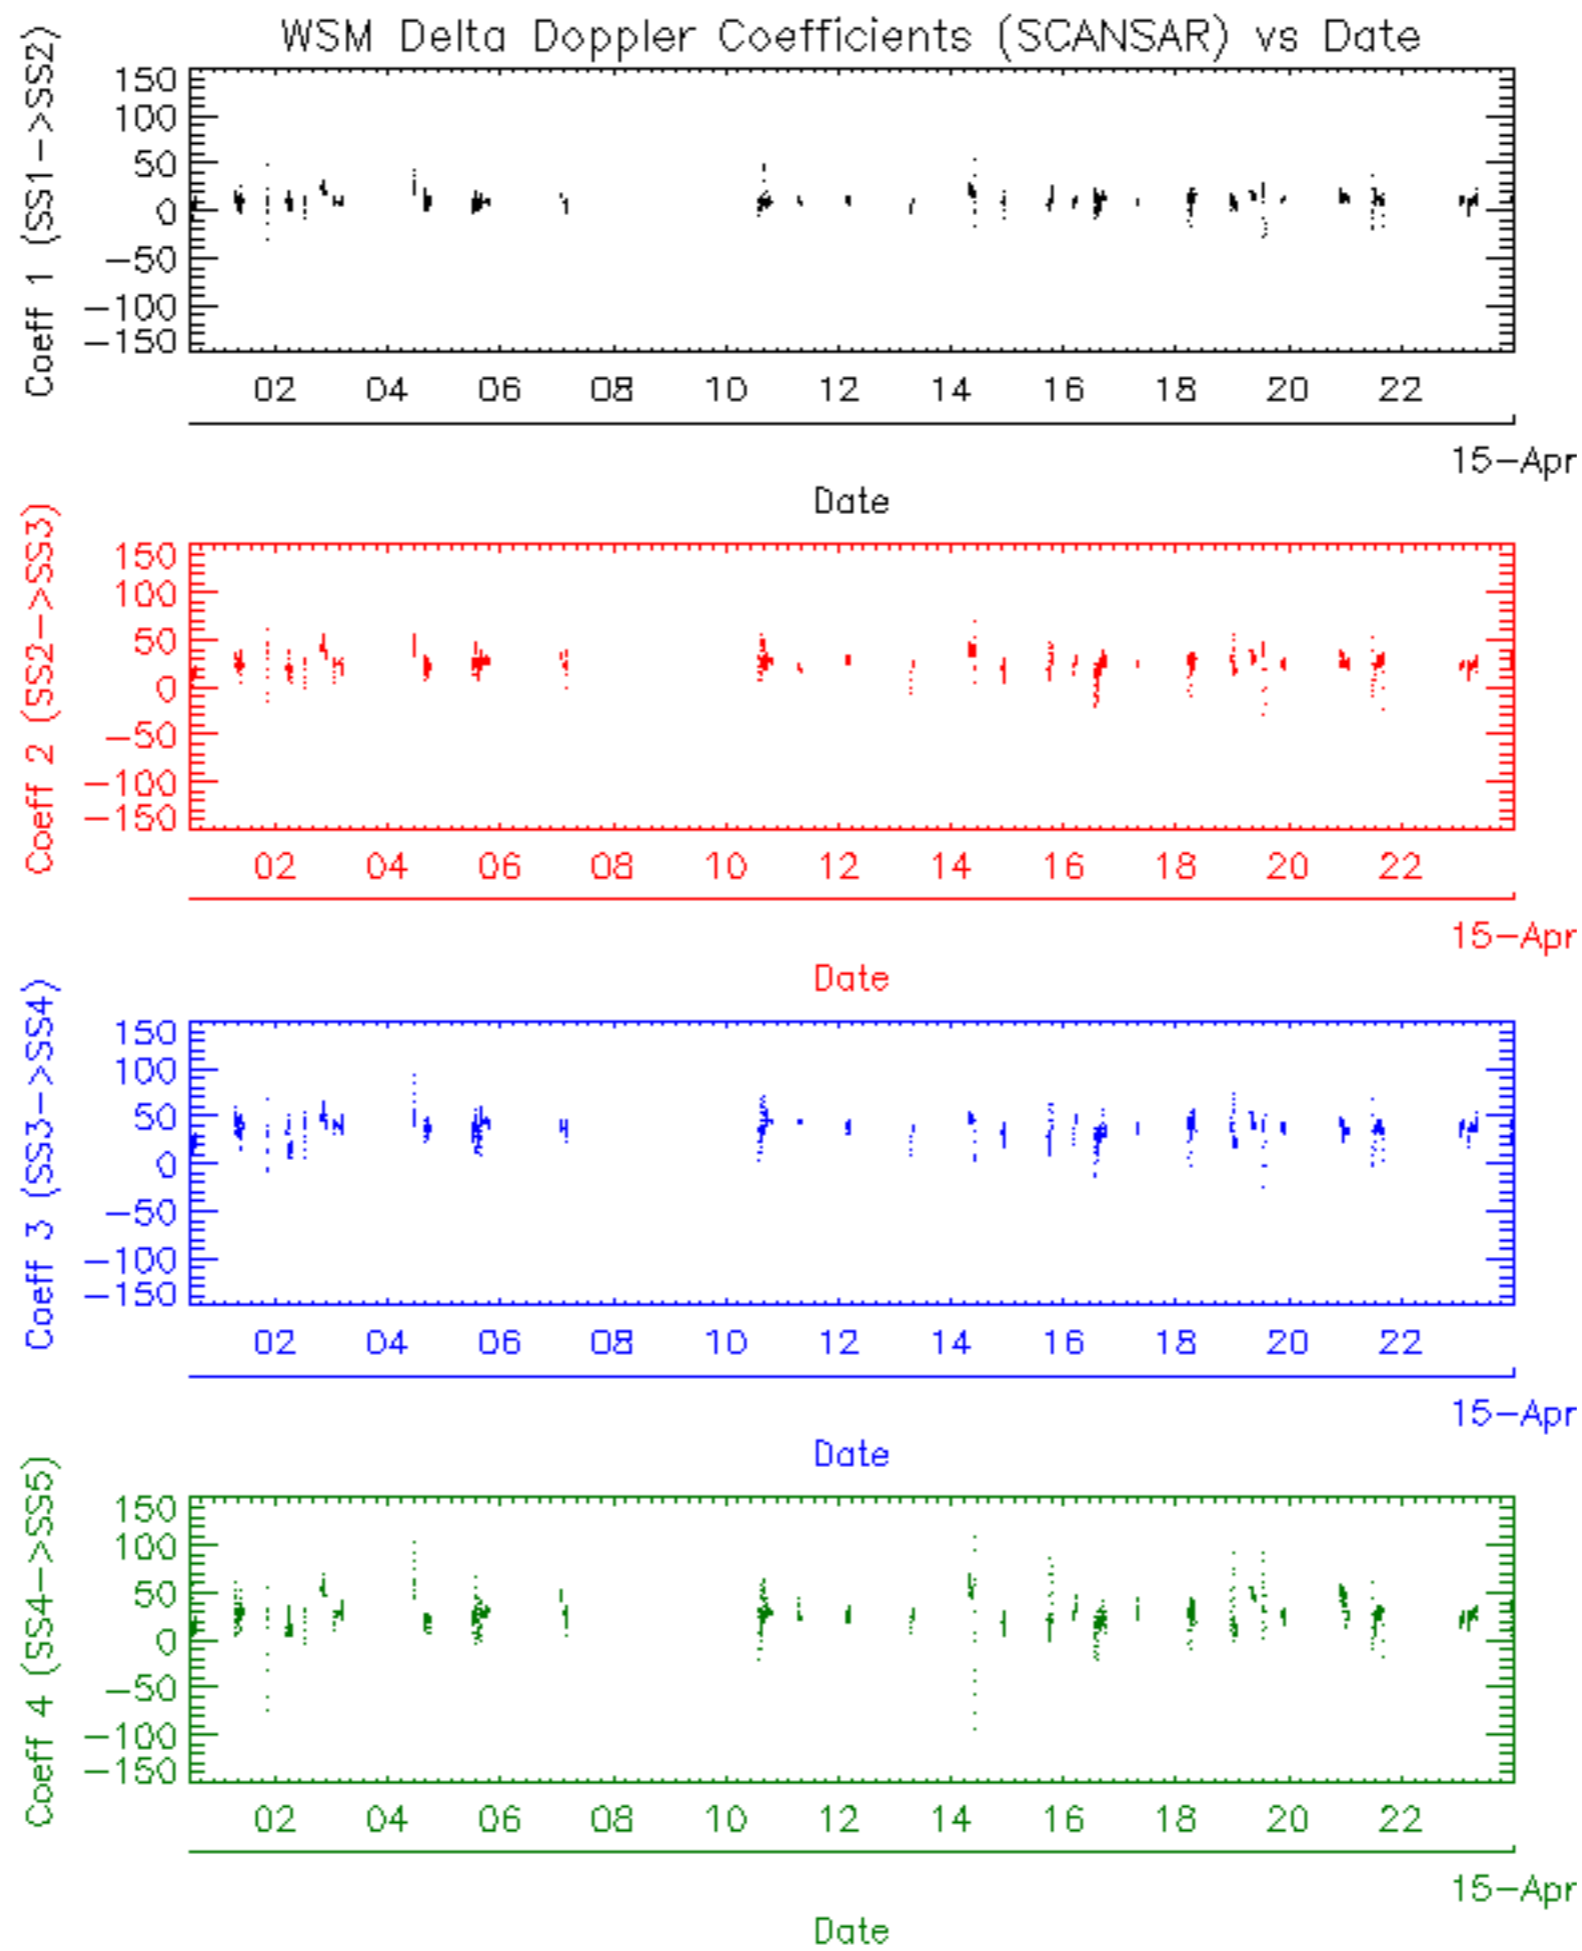 WSM Delta Doppler Coefficients (SCANSAR) vs Date
Coeff 1 (SS1->SS2)
150
100
50
0
-50
-100
-150
02 04 06 08 10 12 14 16 18 20 22
15-Apr
Date
Coeff 2 (SS2->SS3)
150
100
50
0
-50
-100
-150
02 04 06 08 10 12 14 16 18 20 22
15-Apr
Date
Coeff 3 (SS3->SS4)
150
100
50
0
-50
-100
-150
02 04 06 08 10 12 14 16 18 20 22
15-Apr
Date
Coeff 4 (SS4->SS5)
150
100
50
0
-50
-100
-150
02 04 06 08 10 12 14 16 18 20 22
15-Apr
Date